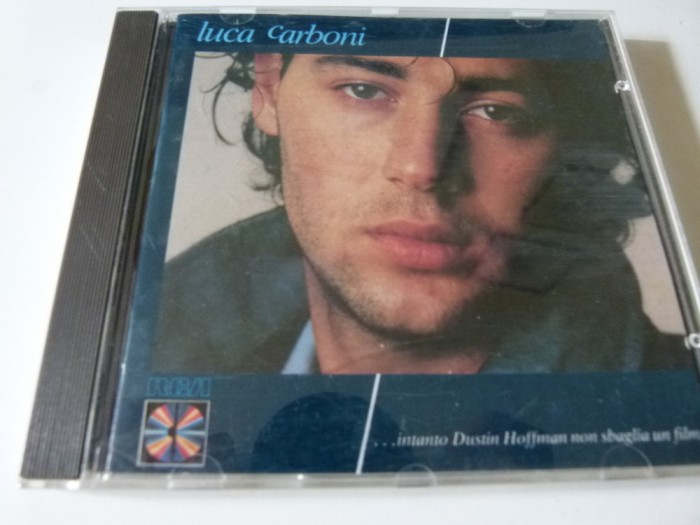 luca carboni
RCA
...intanto Dustin Hoffman non sbaglia un film